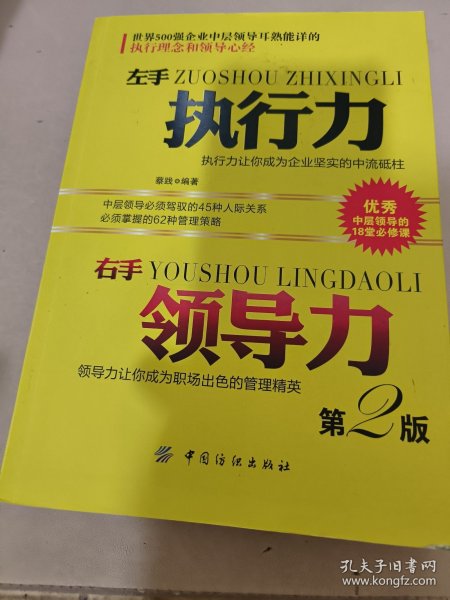 世界500强企业中层领导耳熟能详的
执行理念和领导心经
左手 ZUOSHOU ZHIXINGLI
执行力
执行力让你成为企业坚实的中流砥柱
蔡践 编著
中层领导必须驾驭的45种人际关系
必须掌握的62种管理策略
优秀
中层领导的
18堂必修课
右手 YOUSHOU LINGDAOLI
领导力
领导力让你成为职场出色的管理精英
第2版
中国纺织出版社
孔夫子旧书网
www.kongfz.com